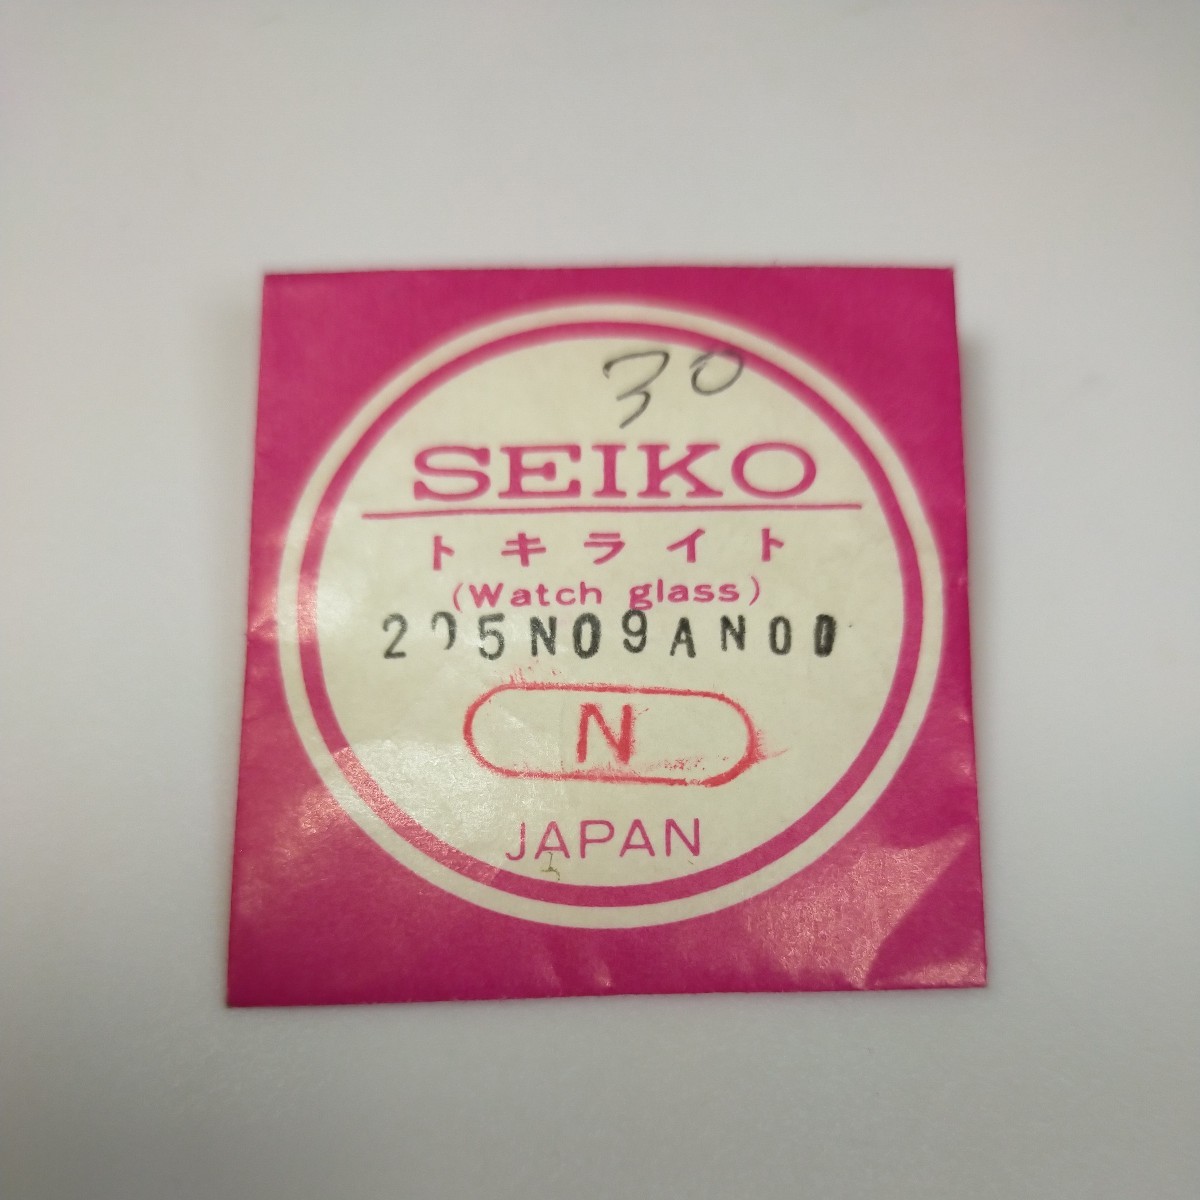 30
SEIKO
トキライト
(Watch glass)
205N09AN00
N
JAPAN